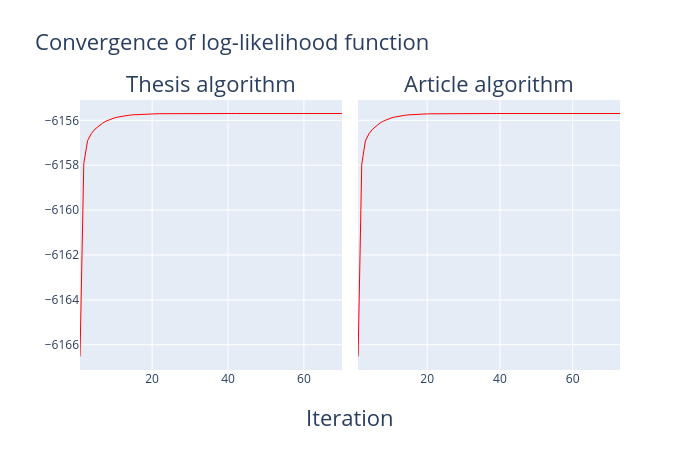 Convergence of log-likelihood function
Thesis algorithm
Article algorithm
−6156
−6158
−6160
−6162
−6164
−6166
20 40 60
20 40 60
Iteration